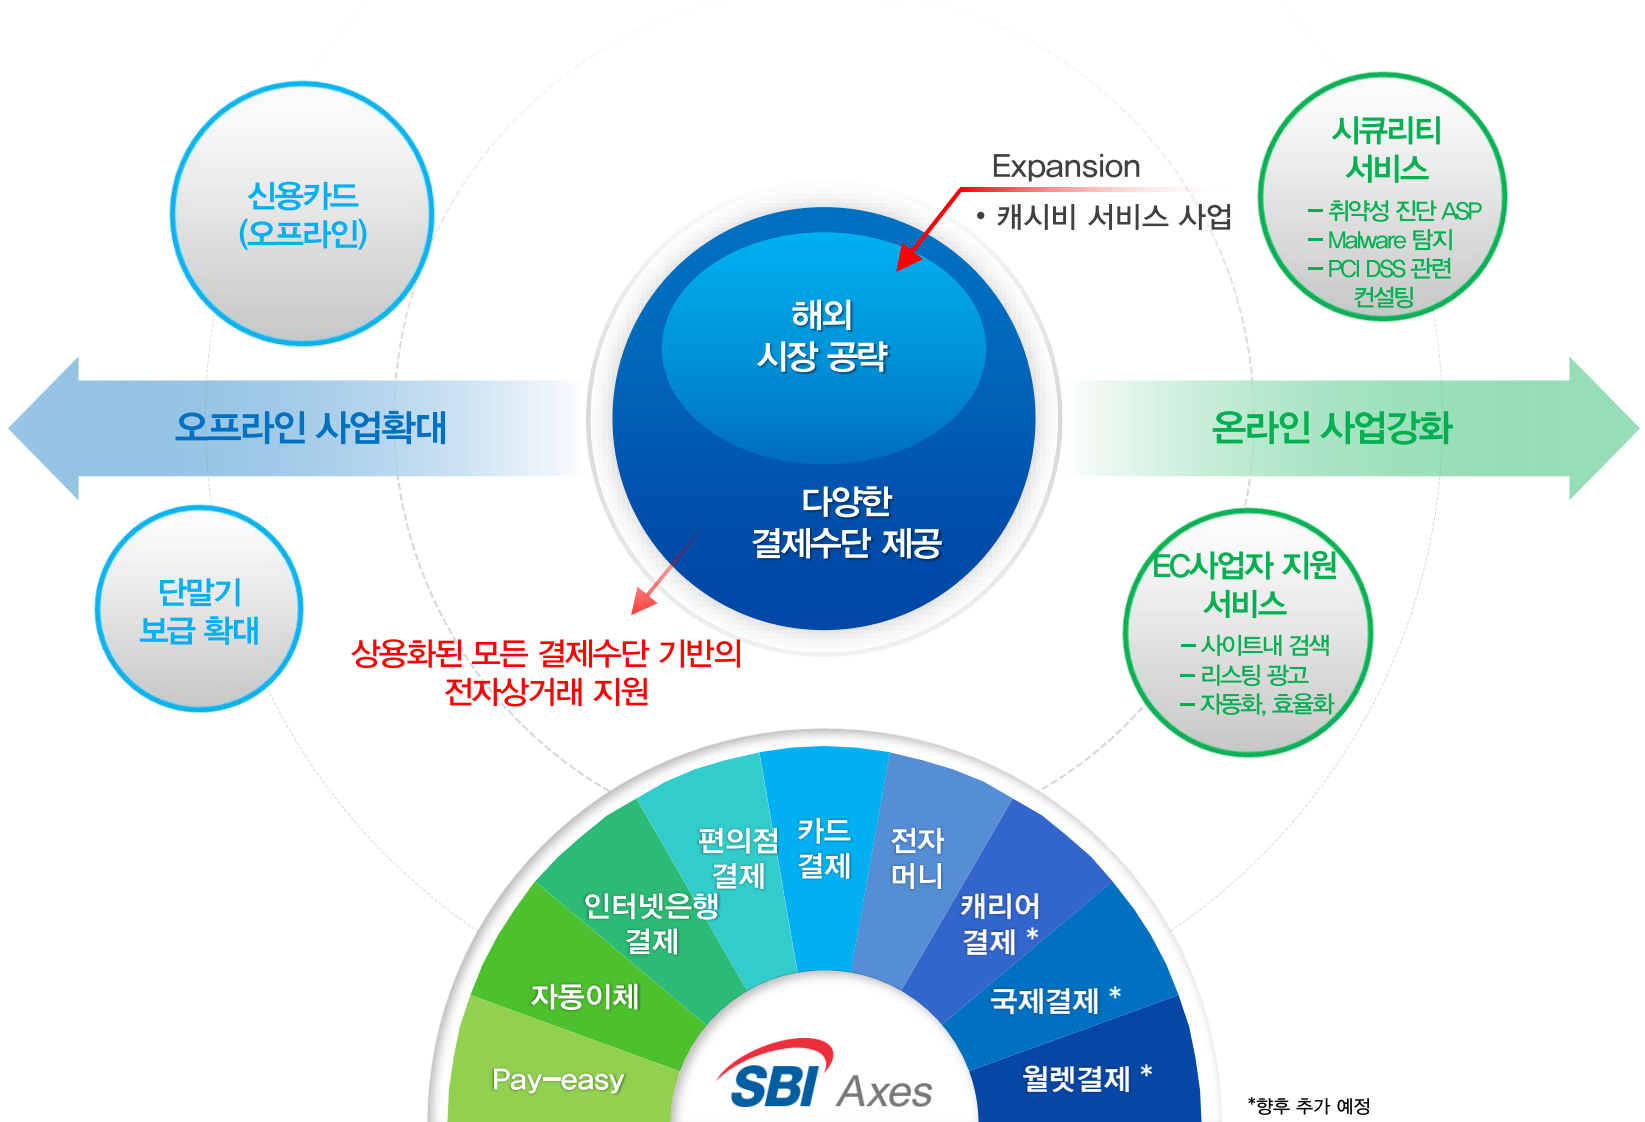 신용카드
(오프라인)
Expansion
• 캐시비 서비스 사업
시큐리티
서비스
– 취약성 진단 ASP
– Malware 탐지
– PCI DSS 관련
컨설팅
해외
시장 공략
오프라인 사업확대
온라인 사업강화
다양한
결제수단 제공
단말기
보급 확대
상용화된 모든 결제수단 기반의
전자상거래 지원
EC사업자 지원
서비스
– 사이트내 검색
– 리스팅 광고
– 자동화, 효율화
Pay-easy
자동이체
인터넷은행
결제
편의점
결제
카드
결제
전자
머니
캐리어
결제 *
국제결제 *
월렛결제 *
SBI Axes
*향후 추가 예정